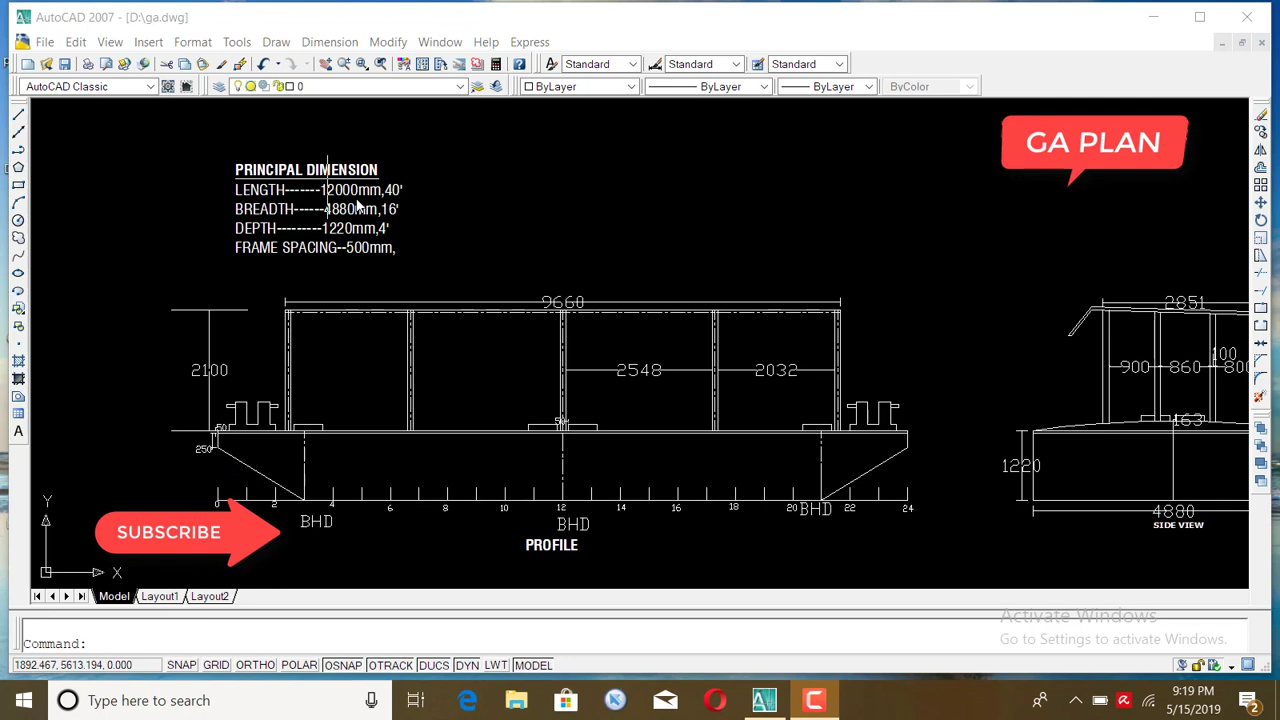 AutoCAD 2007 - [D:\ga.dwg]
File Edit View Insert Format Tools Draw Dimension Modify Window Help Express
Standard Standard Standard
AutoCAD Classic 0 ByLayer ByLayer ByLayer ByColor
GA PLAN
PRINCIPAL DIMENSION
LENGTH-------12000mm,40'
BREADTH------4880mm,16'
DEPTH---------1220mm,4'
FRAME SPACING--500mm,
9660
2851
2100
2548
2032
900
860
100
800
50
50
163
250
1220
0 2 4 6 8 10 12 14 16 18 20 22 24
BHD
BHD
BHD
4880
SIDE VIEW
SUBSCRIBE
PROFILE
Y
X
Model Layout1 Layout2
Activate Windows
Go to Settings to activate Windows.
Command:
1892.467, 5613.194, 0.000 SNAP GRID ORTHO POLAR OSNAP OTRACK DUCS DYN LWT MODEL
Type here to search
9:19 PM
5/15/2019
2